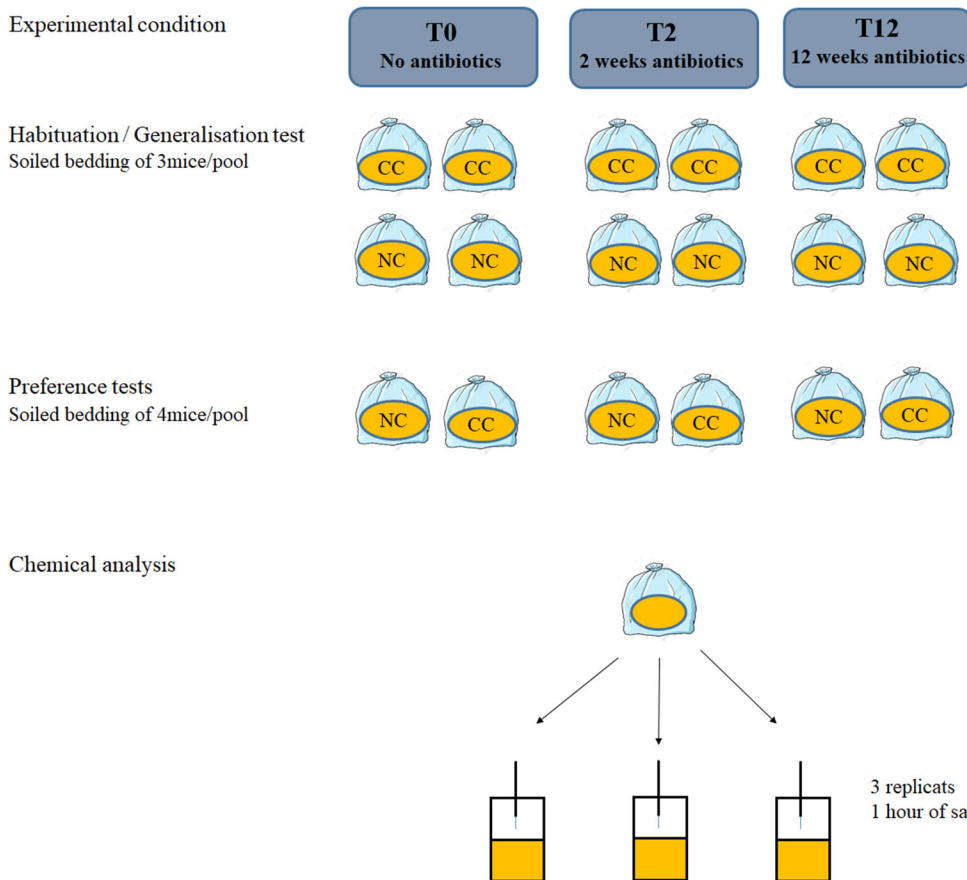 Experimental condition
T0
No antibiotics
T2
2 weeks antibiotics
T12
12 weeks antibiotics
Habituation / Generalisation test
Soiled bedding of 3mice/pool
CC CC CC CC CC CC
NC NC NC NC NC NC
Preference tests
Soiled bedding of 4mice/pool
NC CC NC CC NC CC
Chemical analysis
3 replicats
1 hour of sa